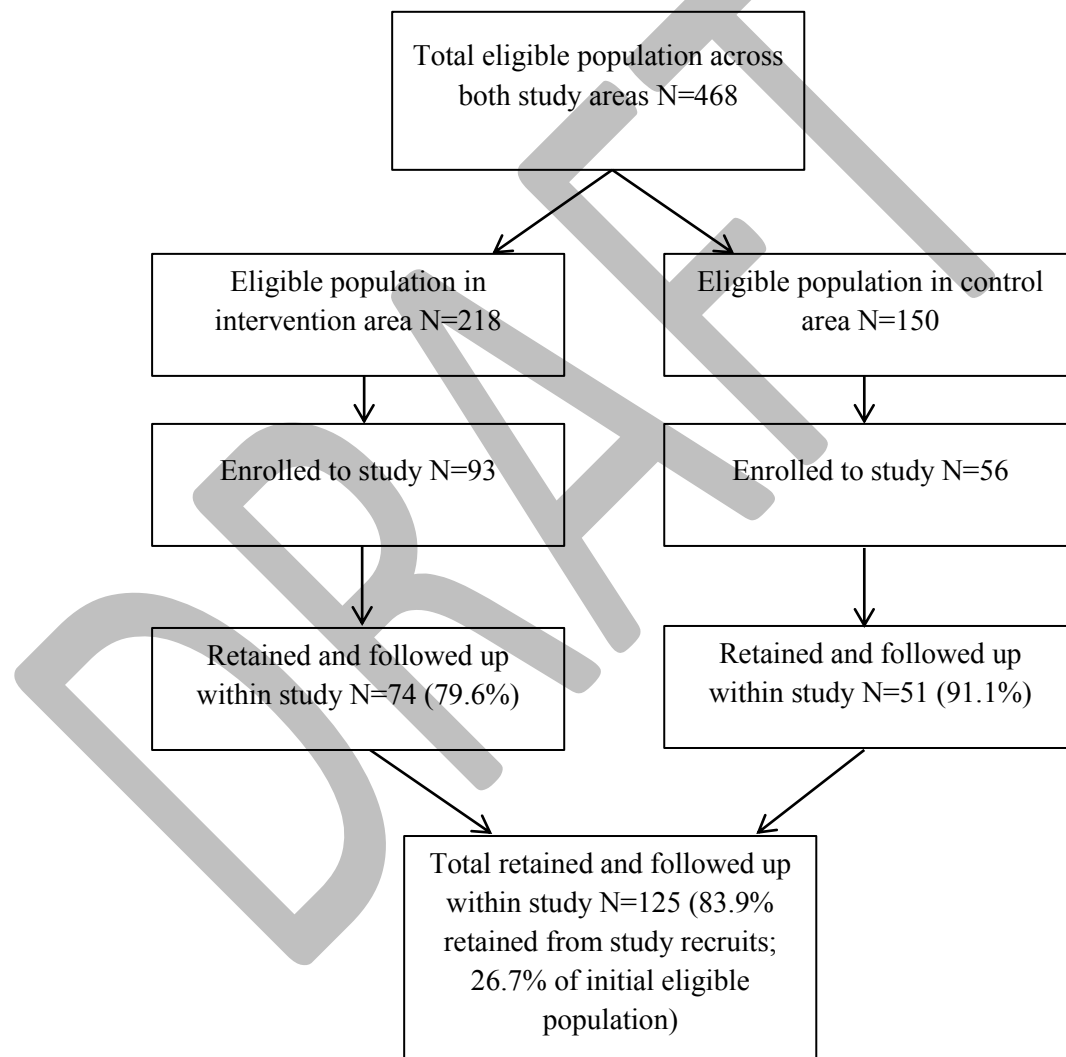 Total eligible population across
both study areas N=468
Eligible population in
intervention area N=218
Eligible population in control
area N=150
Enrolled to study N=93
Enrolled to study N=56
Retained and followed up
within study N=74 (79.6%)
Retained and followed up
within study N=51 (91.1%)
Total retained and followed up
within study N=125 (83.9%
retained from study recruits;
26.7% of initial eligible
population)
DRAFT